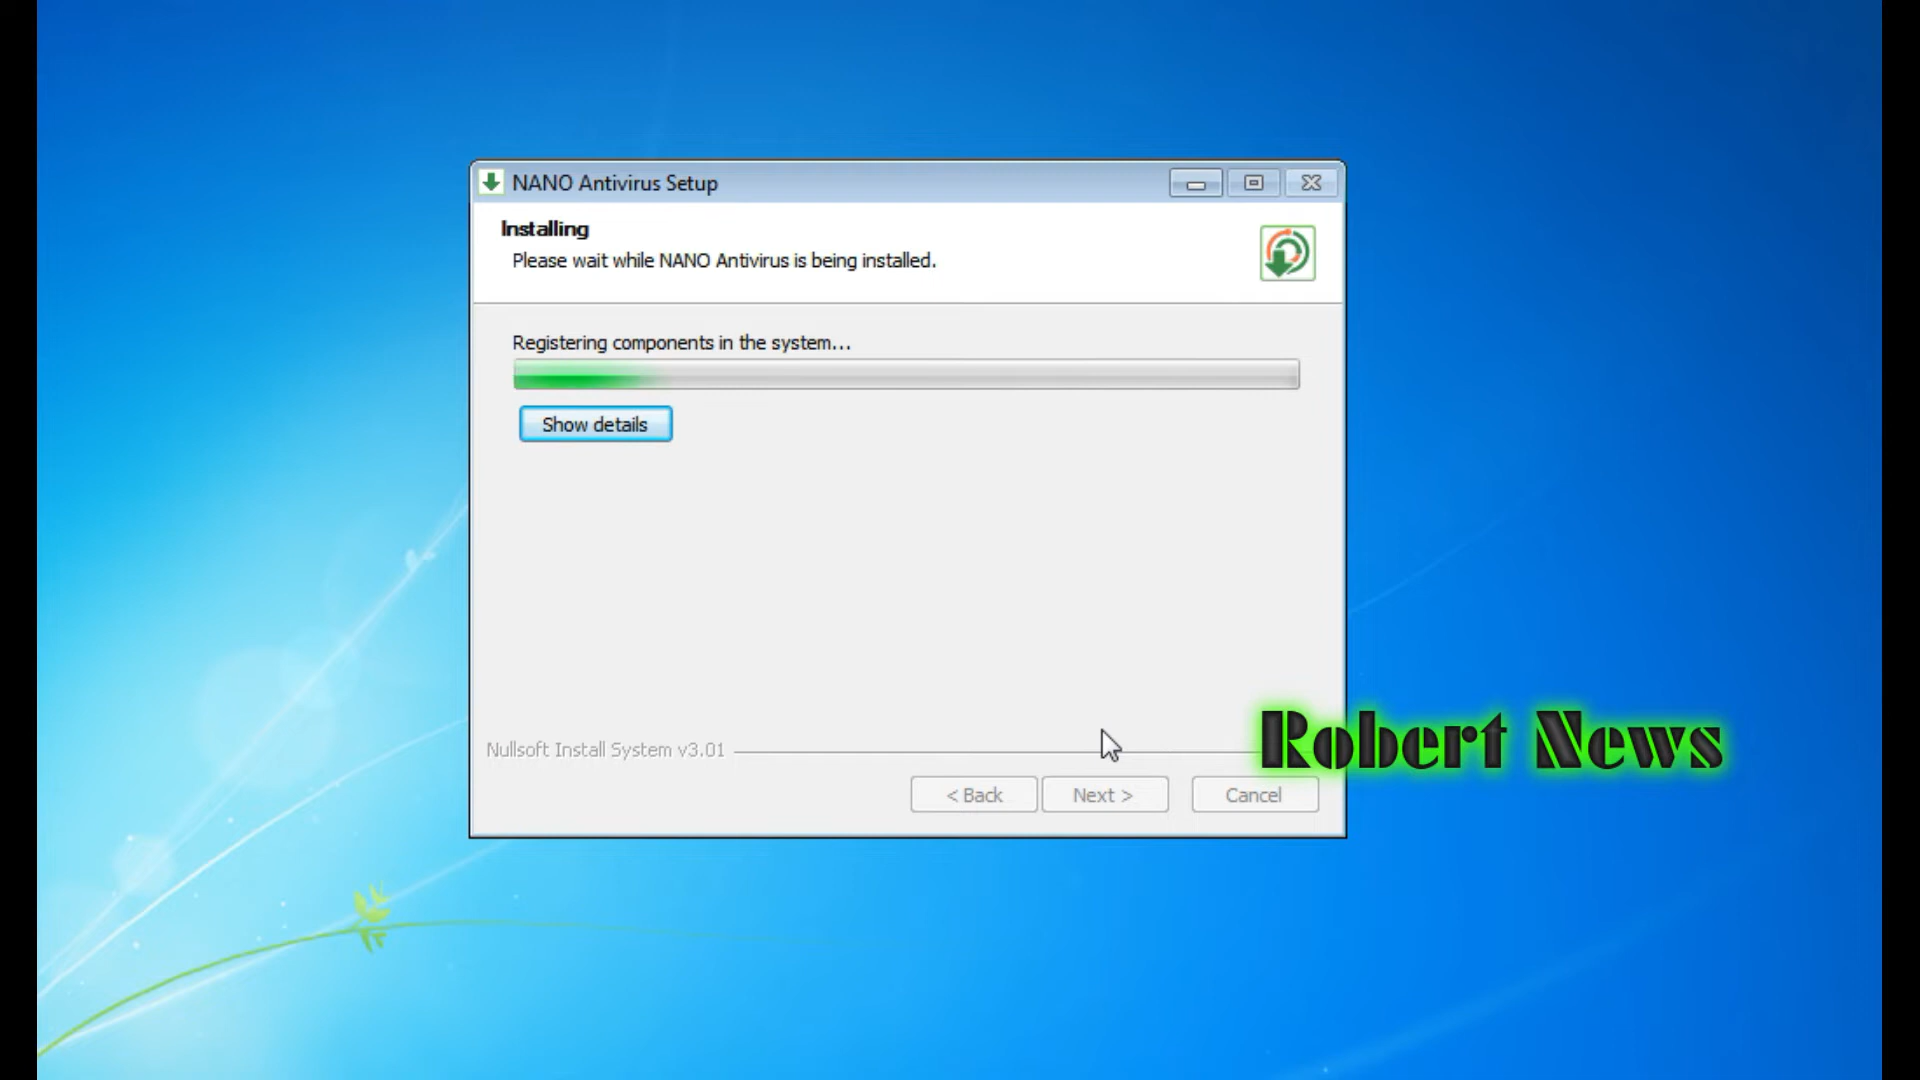 NANO Antivirus Setup
Installing
Please wait while NANO Antivirus is being installed.
Registering components in the system...
Show details
Robert News
Nullsoft Install System v3.01
< Back
Next >
Cancel